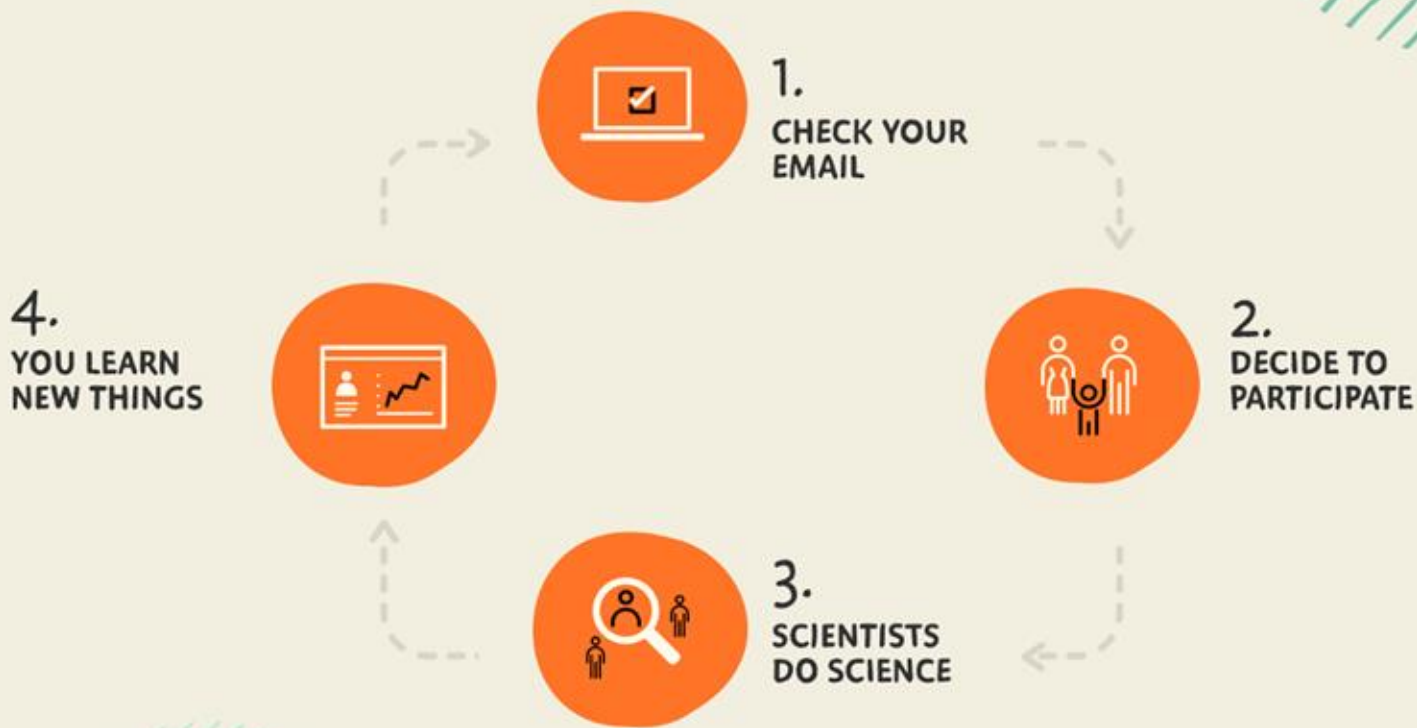 1.
CHECK YOUR
EMAIL
2.
DECIDE TO
PARTICIPATE
3.
SCIENTISTS
DO SCIENCE
4.
YOU LEARN
NEW THINGS